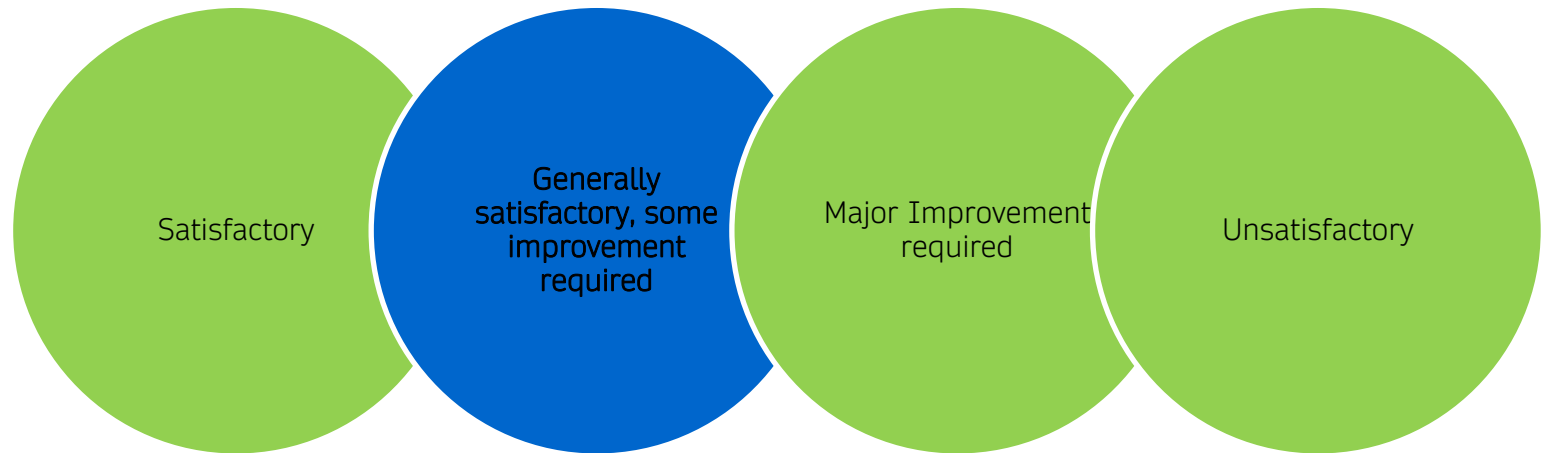 Satisfactory
Generally
satisfactory, some
improvement
required
Major Improvement
required
Unsatisfactory